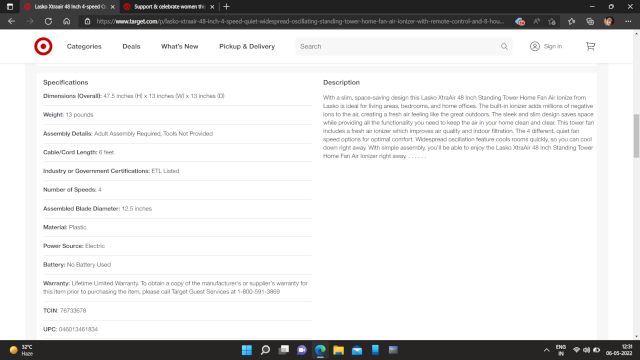 Lasko Xtraair 48 Inch 4-speed Q
Support & celebrate women this
https://www.target.com/p/lasko-xtraair-48-inch-4-speed-quiet-widespread-oscillating-standing-tower-home-fan-air-ionizer-with-remote-control-and-8-hou...
Categories Deals What's New Pickup & Delivery Search Sign in
Specifications
Dimensions (Overall): 47.5 inches (H) x 13 inches (W) x 13 inches (D)
Weight: 13 pounds
Assembly Details: Adult Assembly Required, Tools Not Provided
Cable/Cord Length: 6 feet
Industry or Government Certifications: ETL Listed
Number of Speeds: 4
Assembled Blade Diameter: 12.5 inches
Material: Plastic
Power Source: Electric
Battery: No Battery Used
Warranty: Lifetime Limited Warranty. To obtain a copy of the manufacturer's or supplier's warranty for
this item prior to purchasing the item, please call Target Guest Services at 1-800-591-3869
TCIN: 76733678
UPC: 046013461834
Description
With a slim, space-saving design this Lasko XtraAir 48 Inch Standing Tower Home Fan Air Ionize from
Lasko is ideal for living areas, bedrooms, and home offices. The built-in ionizer adds millions of negative
ions to the air, creating a fresh air feeling like the great outdoors. The sleek and slim design saves space
while providing all the functionality you need to keep the air in your home clean and clear. This tower fan
includes a fresh air ionizer which improves air quality and indoor filtration. The 4 different, quiet fan
speed options for optimal comfort. Widespread oscillation feature cools rooms quickly, so you can cool
down right away. With simple assembly, you'll be able to enjoy the Lasko XtraAir 48 Inch Standing Tower
Home Fan Air Ionizer right away. . . . . . .
32°C
Haze
ENG
IN
12:31
06-05-2022